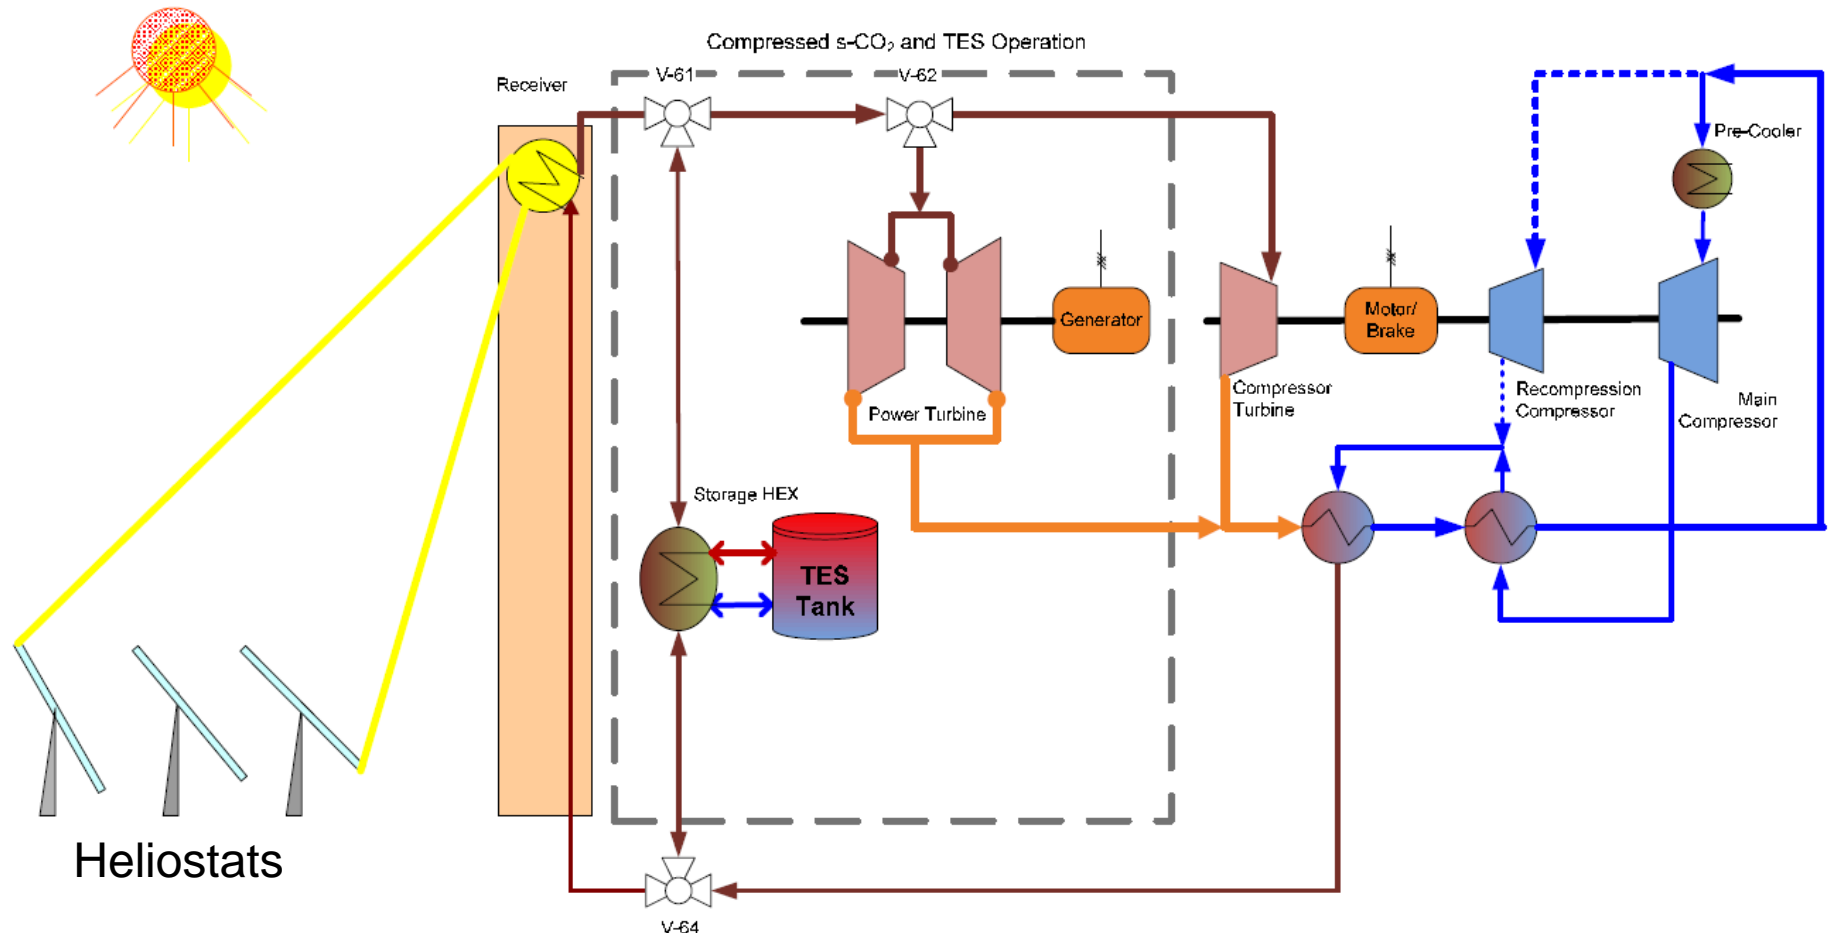 Compressed s-CO₂ and TES Operation
V-61
V-62
Receiver
Pre-Cooler
Generator
Motor/
Brake
Compressor
Turbine
Recompression
Compressor
Main
Compressor
Power Turbine
Storage HEX
TES
Tank
Heliostats
V-64